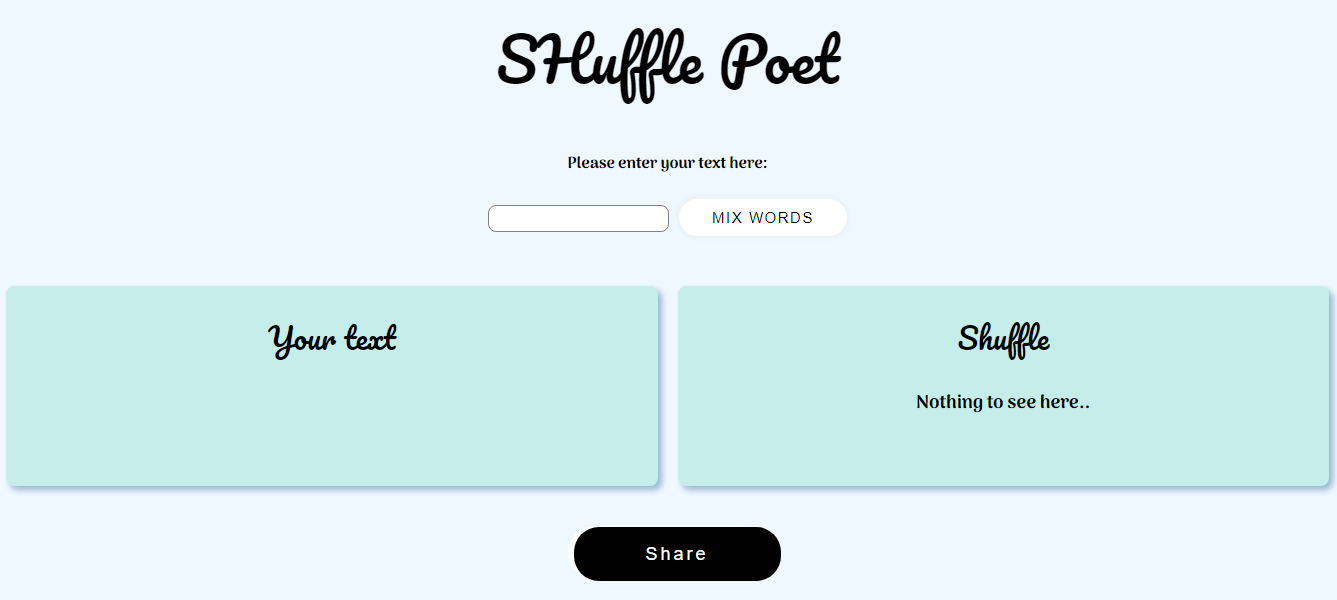 SHuffle Poet
Please enter your text here:
MIX WORDS
Your text
Shuffle
Nothing to see here..
Share